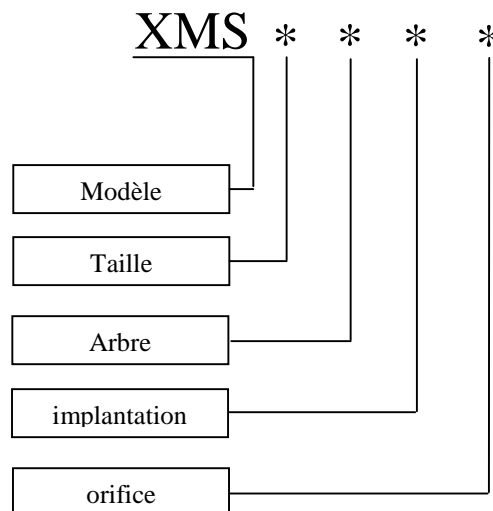 XMS * * * *
Modèle
Taille
Arbre
implantation
orifice